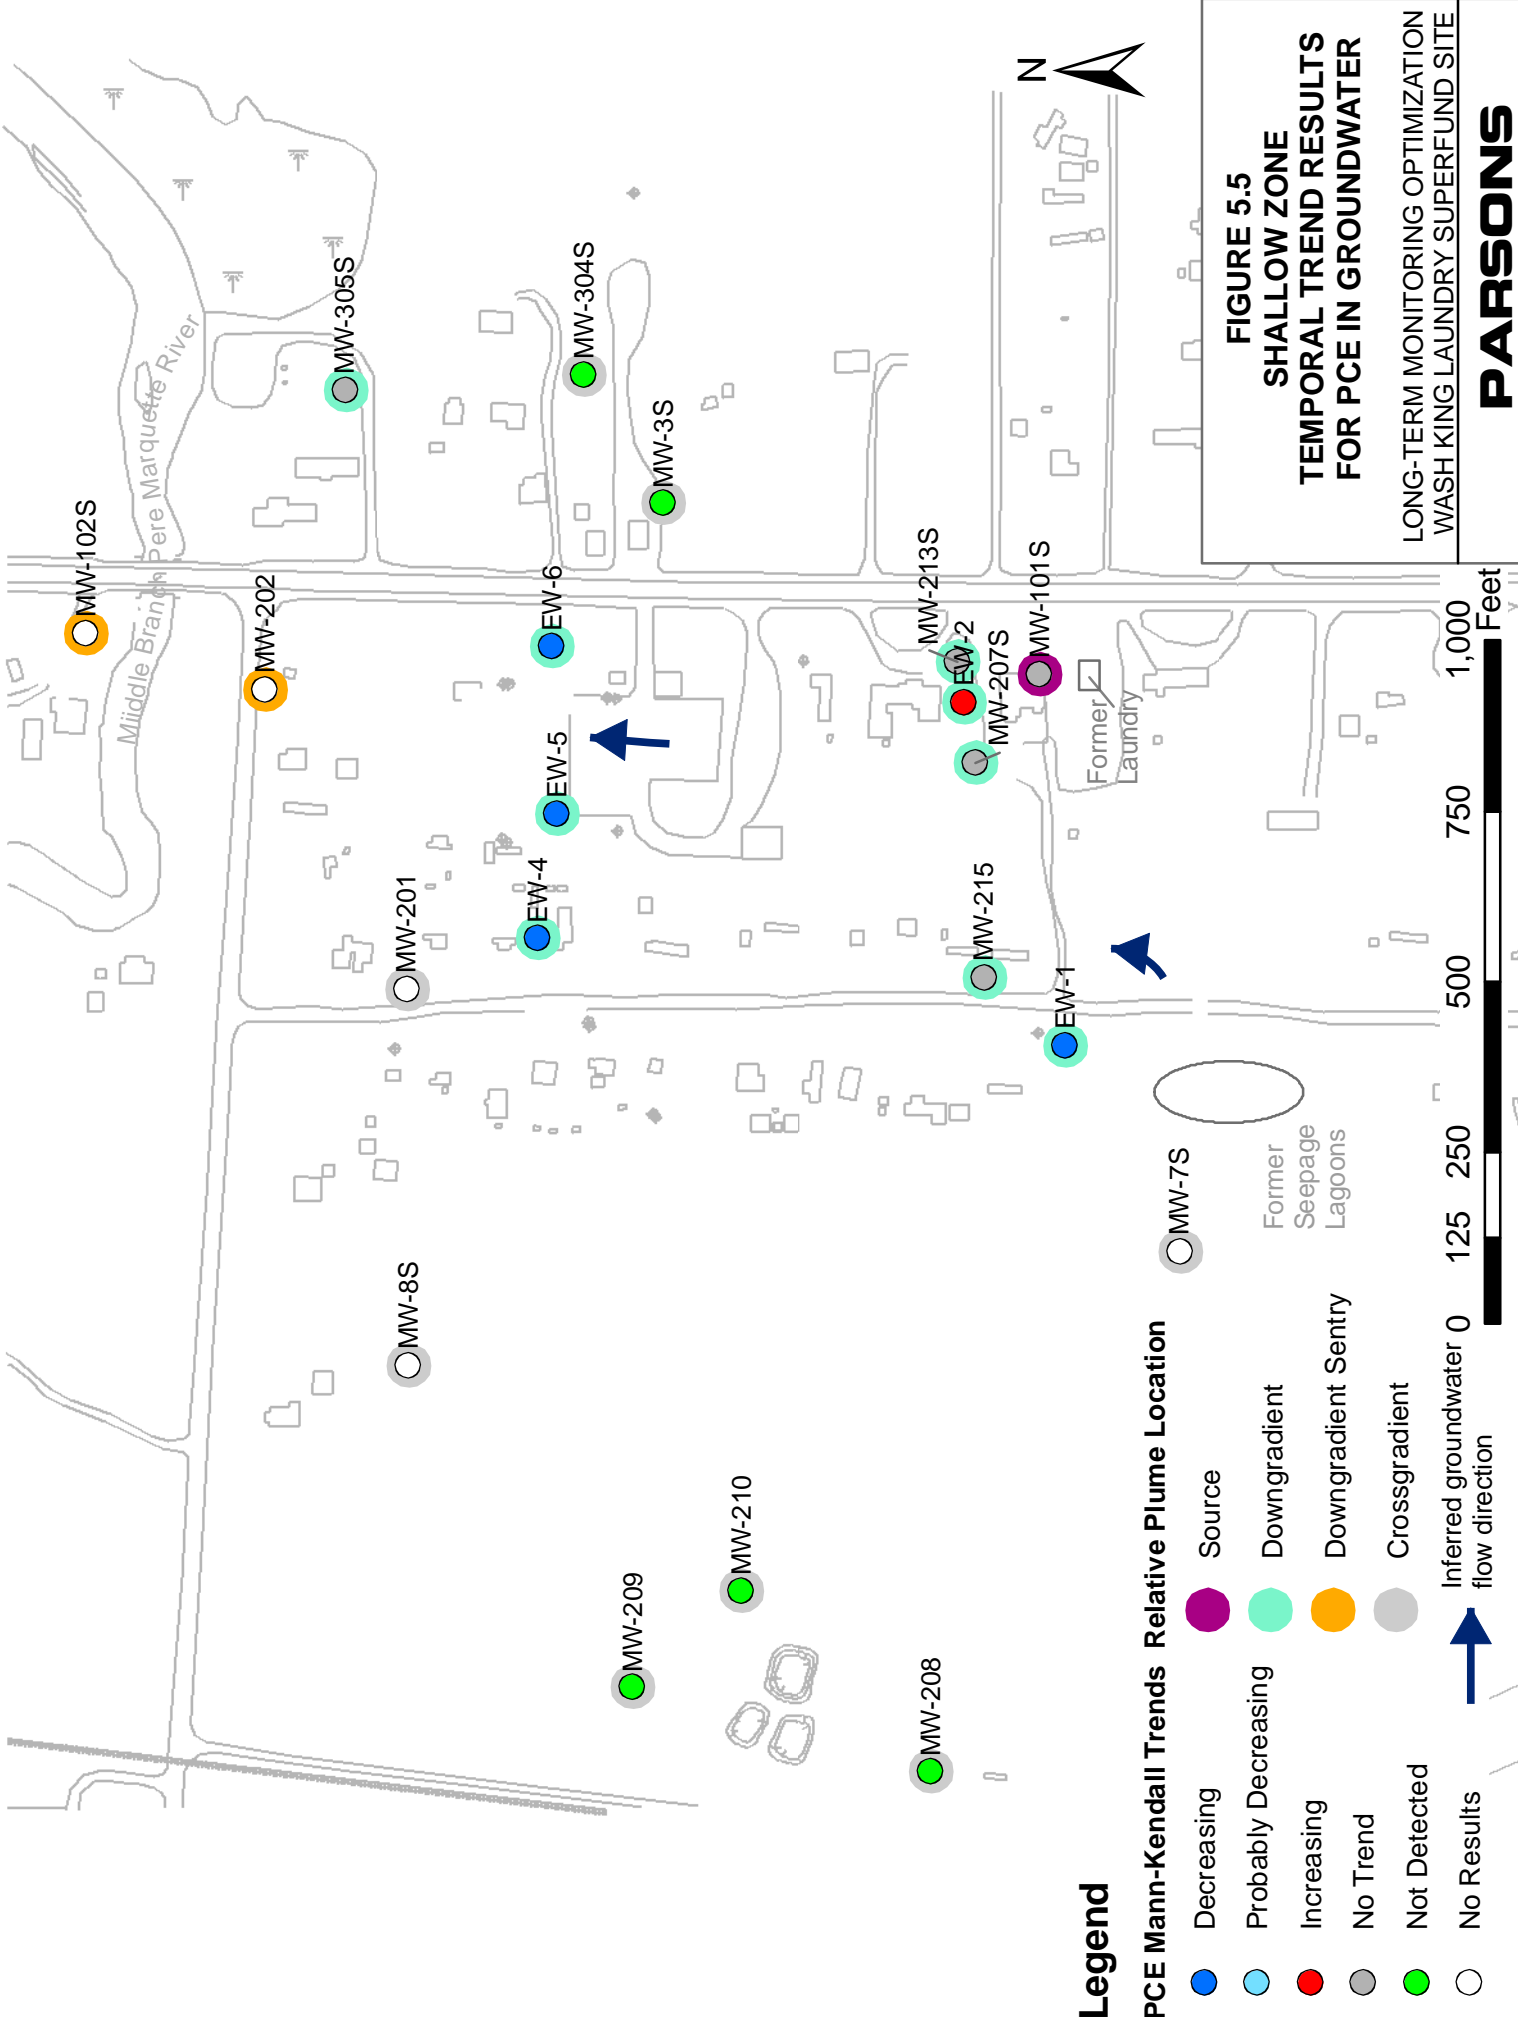 MW-102S
Miiddle Branch Pere Marquette River
MW-202
MW-305S
MW-201
MW-8S
EW-6
EW-5
EW-4
MW-304S
MW-3S
MW-209
MW-210
MW-208
MW-213S
EW-2
MW-207S
MW-215
MW-101S
EW-1
Former
Laundry
MW-7S
Former
Seepage
Lagoons
N
Legend
PCE Mann-Kendall Trends
Decreasing
Probably Decreasing
Increasing
No Trend
Not Detected
No Results
Relative Plume Location
Source
Downgradient
Downgradient Sentry
Crossgradient
Inferred groundwater
flow direction
0 125 250 500 750 1,000
Feet
FIGURE 5.5
SHALLOW ZONE
TEMPORAL TREND RESULTS
FOR PCE IN GROUNDWATER
LONG-TERM MONITORING OPTIMIZATION
WASH KING LAUNDRY SUPERFUND SITE
PARSONS